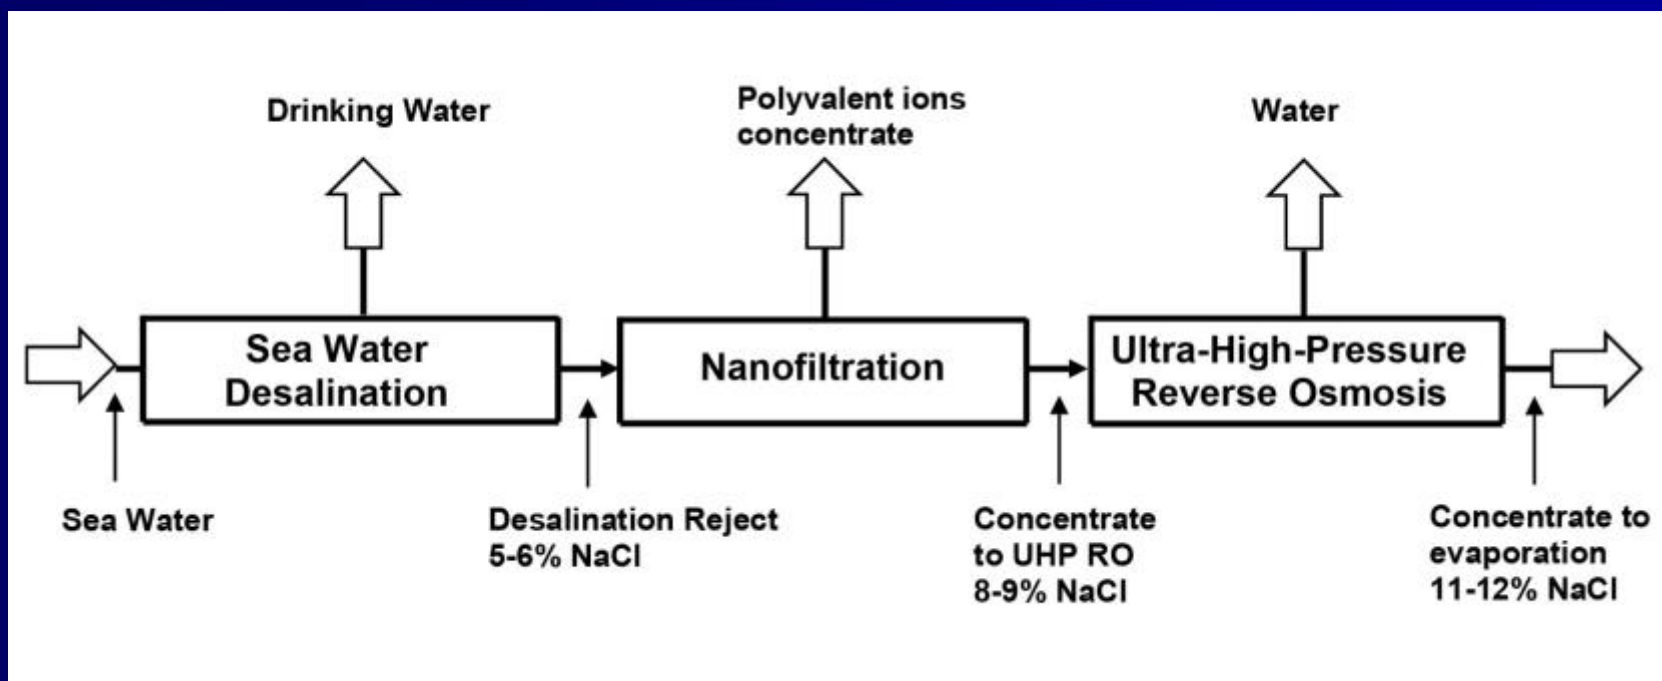 Drinking Water
Polyvalent ions
concentrate
Water
Sea Water
Desalination
Nanofiltration
Ultra-High-Pressure
Reverse Osmosis
Sea Water
Desalination Reject
5-6% NaCl
Concentrate
to UHP RO
8-9% NaCl
Concentrate to
evaporation
11-12% NaCl